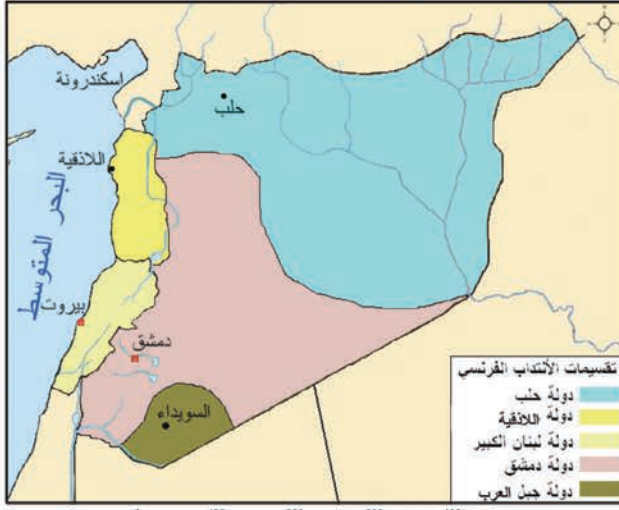 اسكندرونة
حلب
اللاذقية
البحر المتوسط
بيروت
دمشق
السويداء
تقسيمات الأنتداب الفرنسي
دولة حلب
دولة اللاذقية
دولة لبنان الكبير
دولة دمشق
دولة جبل العرب